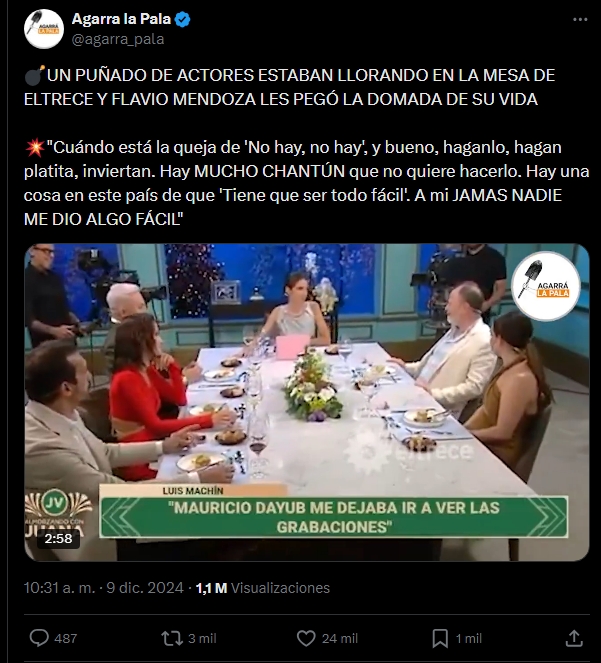 Agarra la Pala
@agarra_pala
UN PUÑADO DE ACTORES ESTABAN LLORANDO EN LA MESA DE
ELTRECE Y FLAVIO MENDOZA LES PEGÓ LA DOMADA DE SU VIDA
"Cuándo está la queja de 'No hay, no hay', y bueno, haganlo, hagan
platita, inviertan. Hay MUCHO CHANTÚN que no quiere hacerlo. Hay una
cosa en este país de que 'Tiene que ser todo fácil'. A mi JAMAS NADIE
ME DIO ALGO FÁCIL"
AGARRÁ
LA PALA
eltrece
JV
ALMORZANDO CON
JUANA
LUIS MACHÍN
"MAURICIO DAYUB ME DEJABA IR A VER LAS
GRABACIONES"
2:58
10:31 a. m. · 9 dic. 2024 · 1,1 M Visualizaciones
487
3 mil
24 mil
1 mil